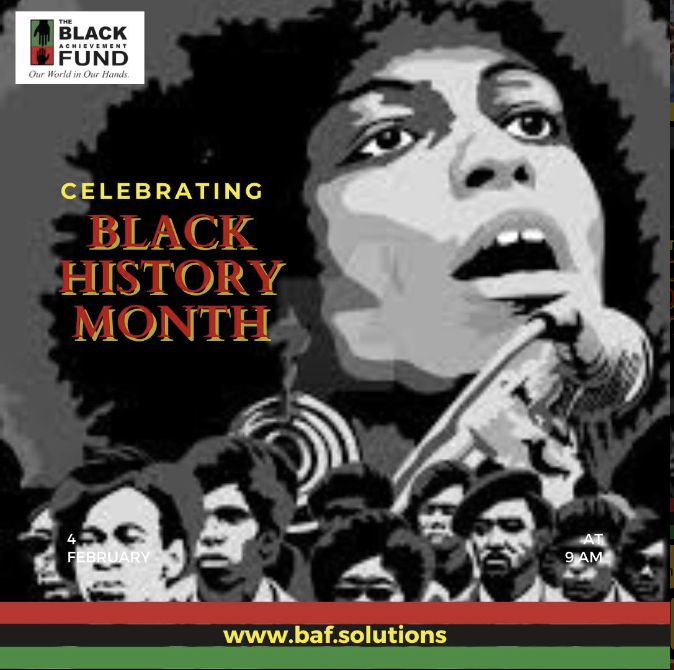 THE
BLACK
ACHIEVEMENT
FUND
Our World in Our Hands.
CELEBRATING
BLACK
HISTORY
MONTH
4
FEBRUARY
AT
9 AM
www.baf.solutions